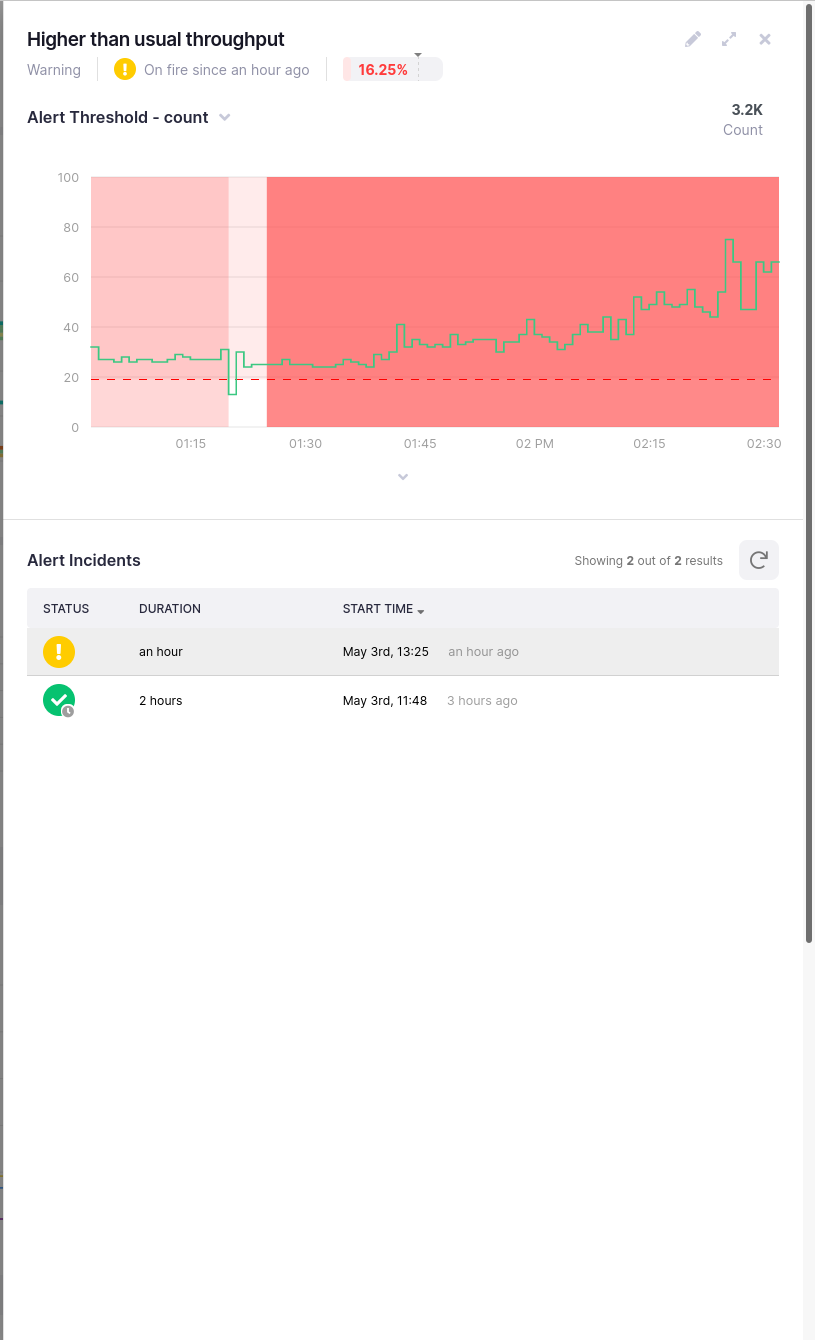 Higher than usual throughput
Warning On fire since an hour ago 16.25%
Alert Threshold - count 3.2K
Count
100
80
60
40
20
0
01:15 01:30 01:45 02 PM 02:15 02:30
Alert Incidents Showing 2 out of 2 results
STATUS DURATION START TIME
an hour May 3rd, 13:25 an hour ago
2 hours May 3rd, 11:48 3 hours ago